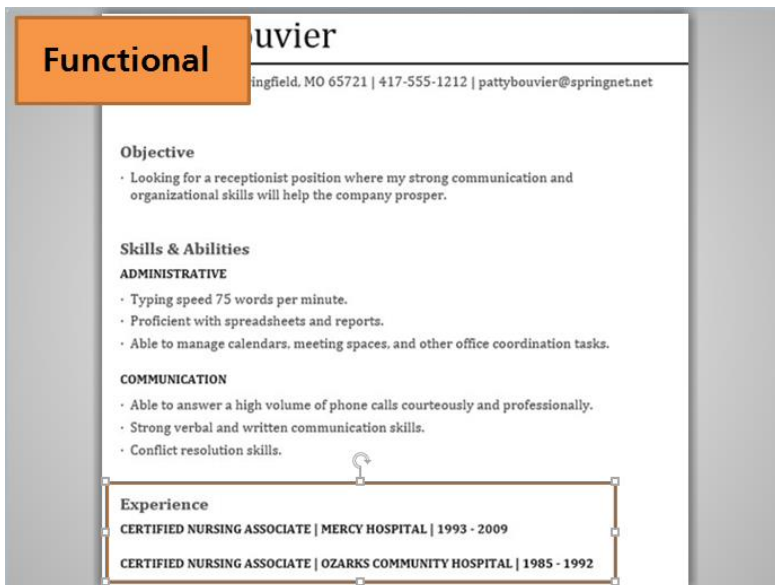 Functional
ouvier
ringfield, MO 65721 | 417-555-1212 | pattybouvier@springnet.net
Objective
· Looking for a receptionist position where my strong communication and
organizational skills will help the company prosper.
Skills & Abilities
ADMINISTRATIVE
· Typing speed 75 words per minute.
· Proficient with spreadsheets and reports.
· Able to manage calendars, meeting spaces, and other office coordination tasks.
COMMUNICATION
· Able to answer a high volume of phone calls courteously and professionally.
· Strong verbal and written communication skills.
· Conflict resolution skills.
Experience
CERTIFIED NURSING ASSOCIATE | MERCY HOSPITAL | 1993 - 2009
CERTIFIED NURSING ASSOCIATE | OZARKS COMMUNITY HOSPITAL | 1985 - 1992